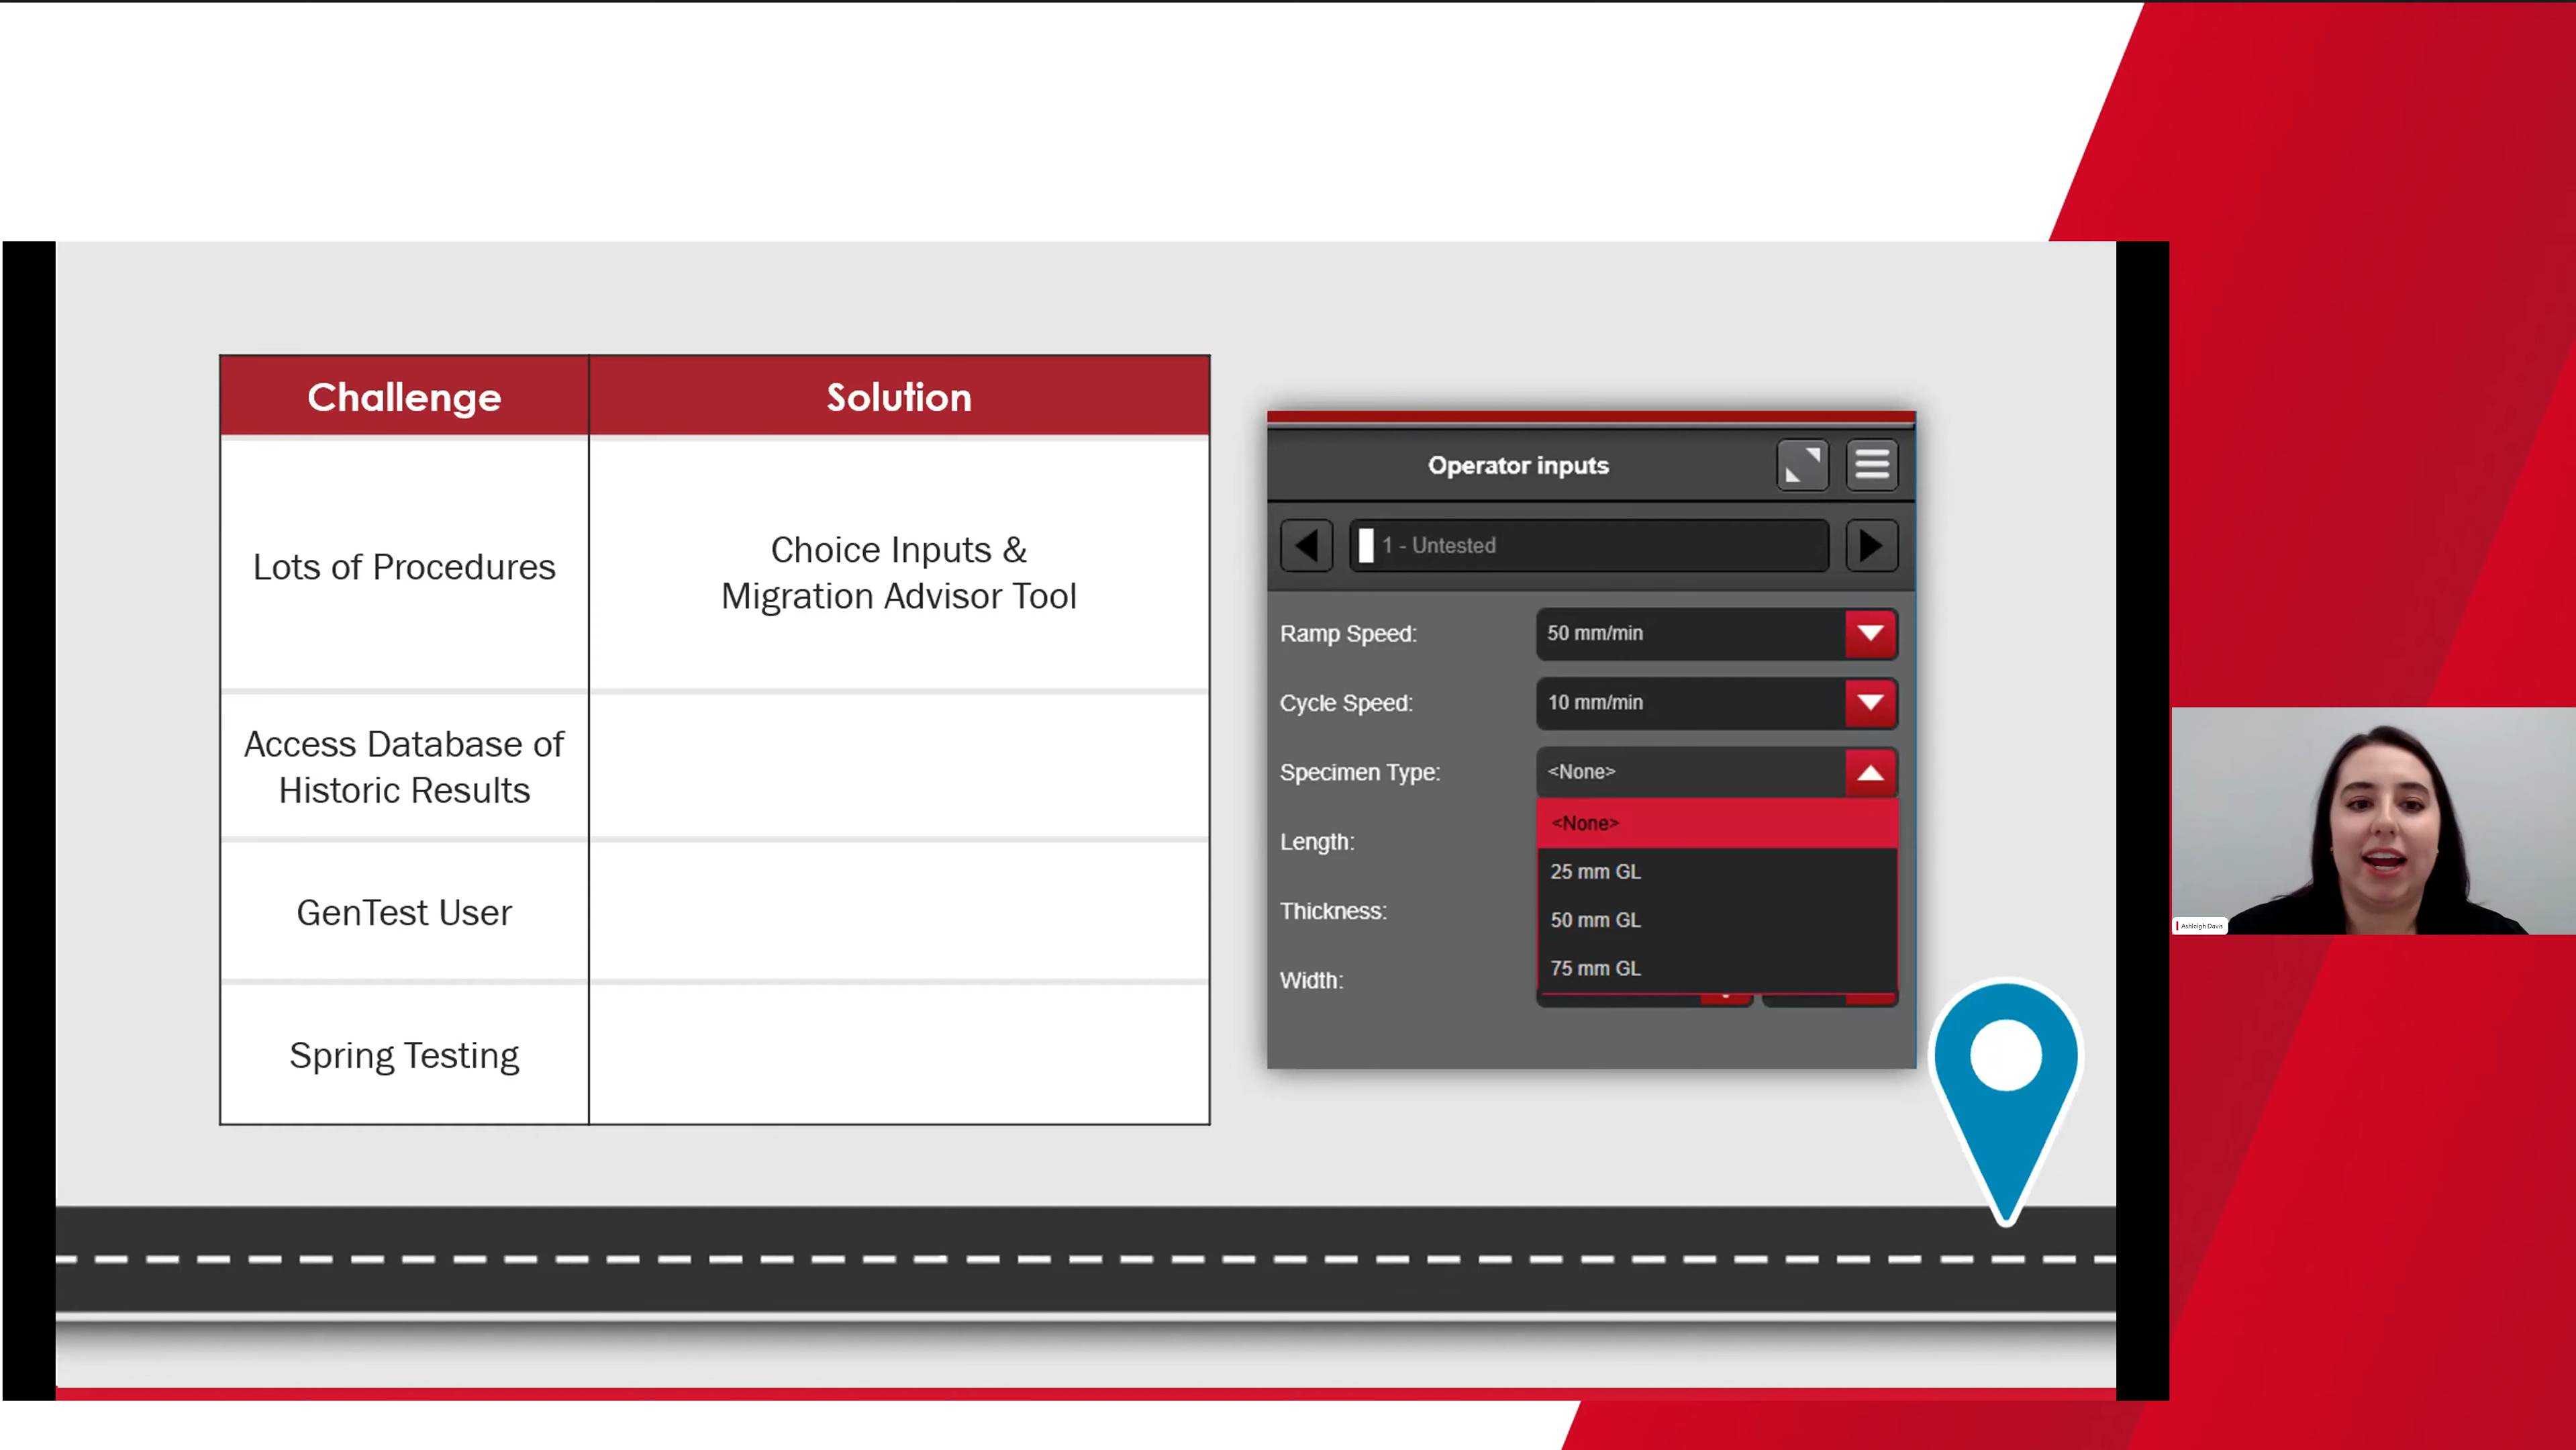 Challenge
Solution
Lots of Procedures
Choice Inputs &
Migration Advisor Tool
Access Database of
Historic Results
GenTest User
Spring Testing
Operator inputs
1 - Untested
Ramp Speed:
50 mm/min
Cycle Speed:
10 mm/min
Specimen Type:
<None>
<None>
Length:
25 mm GL
50 mm GL
Thickness:
75 mm GL
Width:
Ashleigh Davis